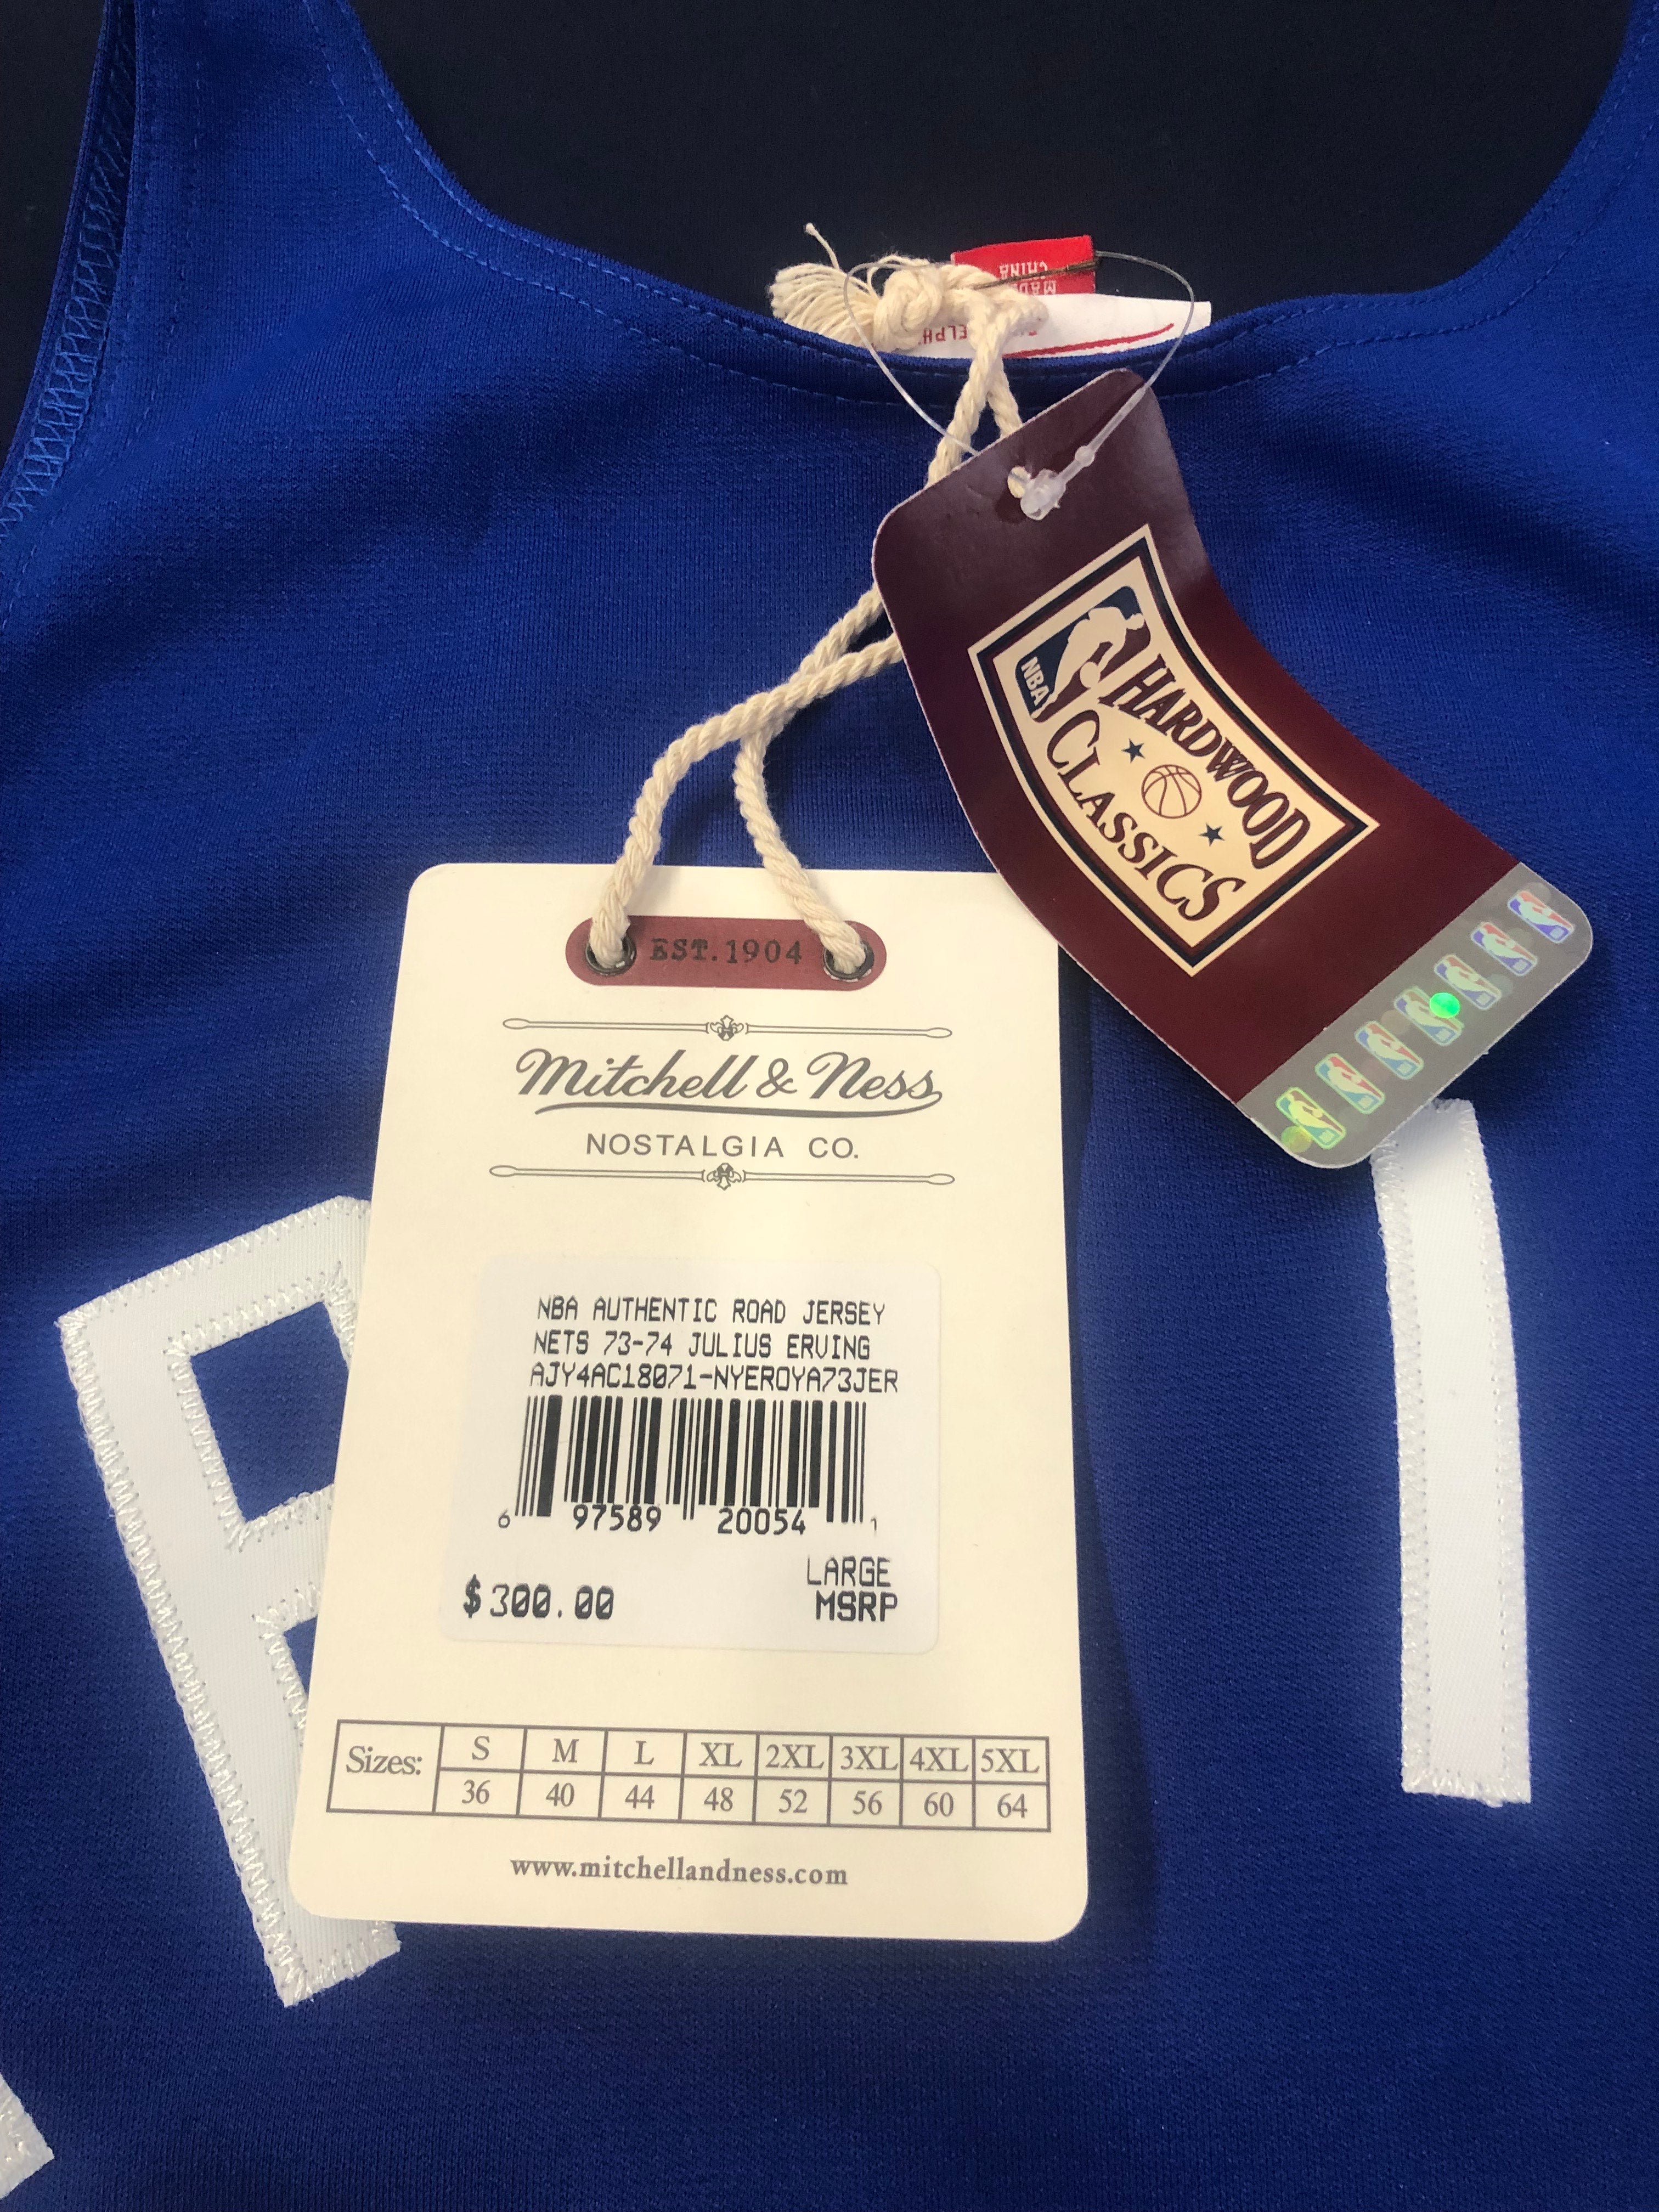 MADE
CHINA
NBA
HARDWOOD
CLASSICS
EST. 1904
Mitchell & Ness
NOSTALGIA CO.
NBA AUTHENTIC ROAD JERSEY
NETS 73-74 JULIUS ERVING
AJY4AC18071-NYEROYA73JER
6 97589 20054 1
LARGE
$300.00 MSRP
Sizes: S M L XL 2XL 3XL 4XL 5XL
36 40 44 48 52 56 60 64
www.mitchellandness.com
R I